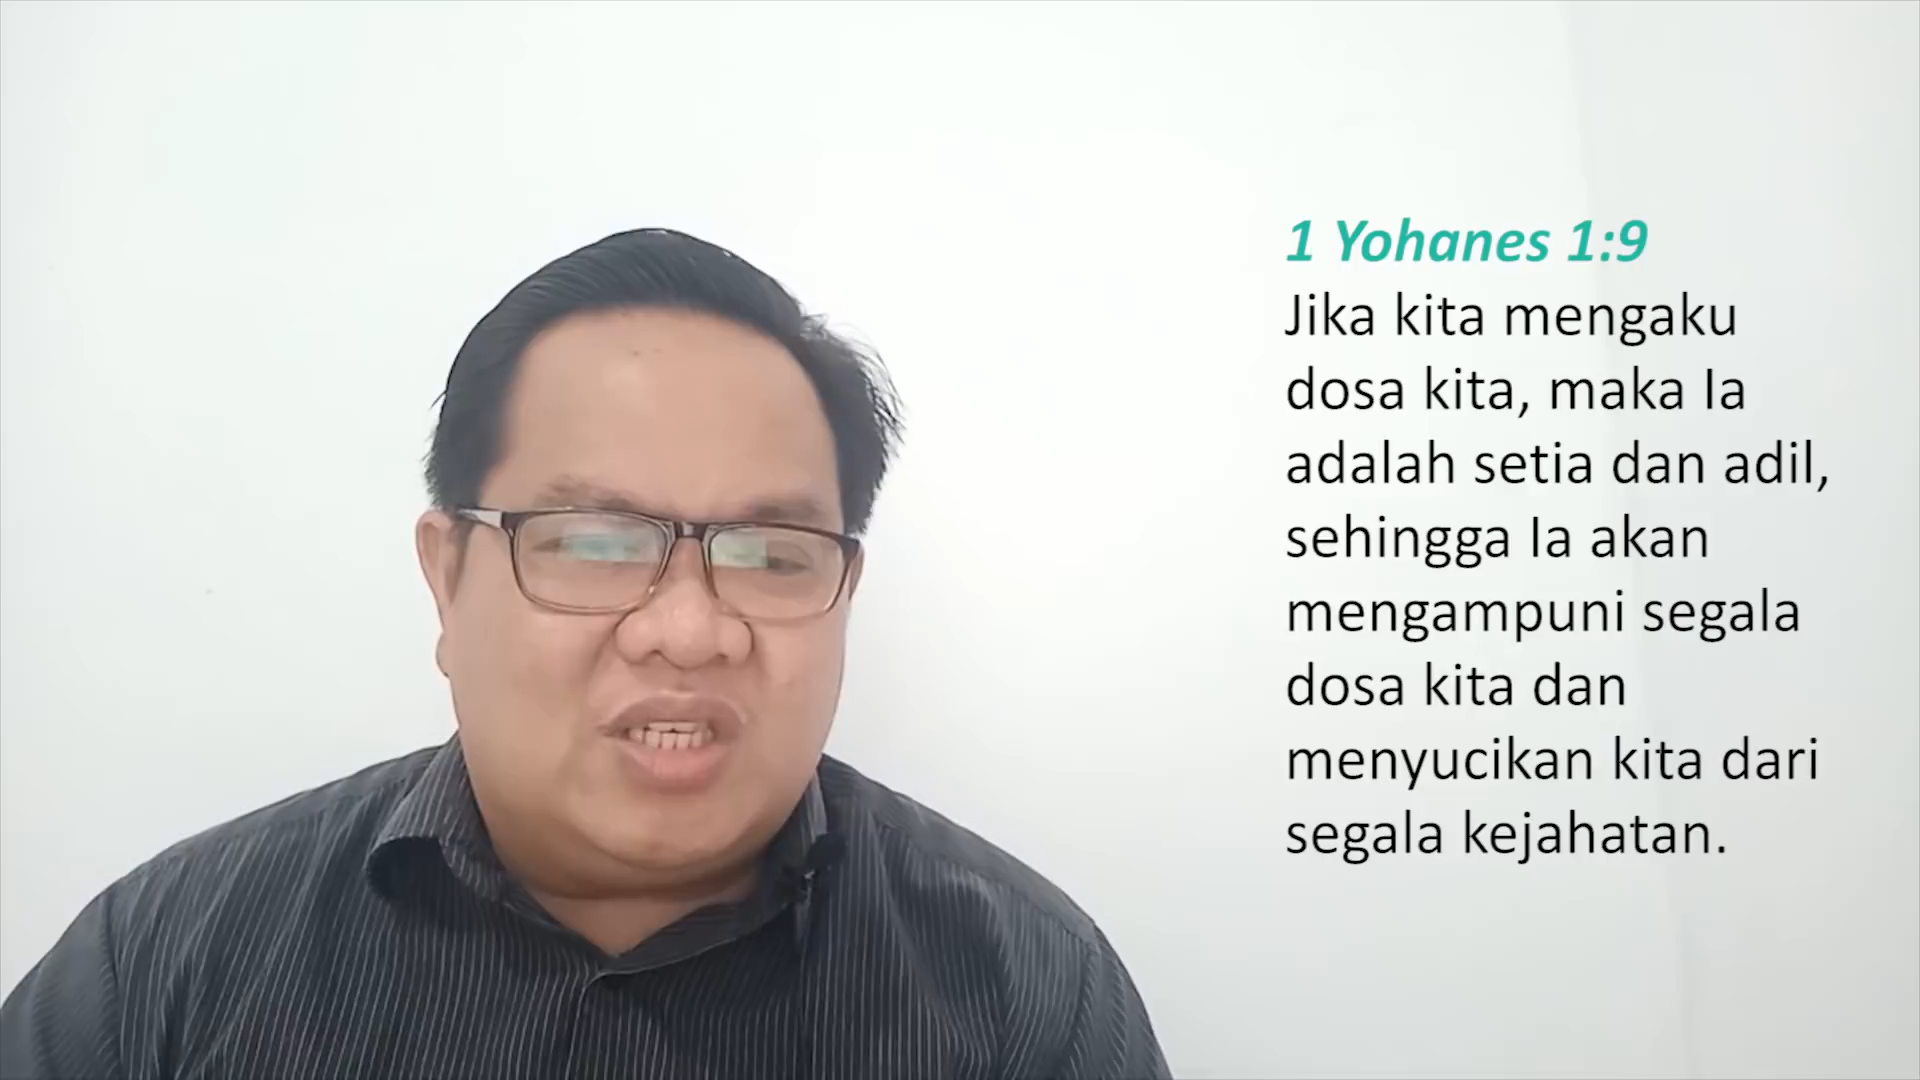 1 Yohanes 1:9
Jika kita mengaku
dosa kita, maka Ia
adalah setia dan adil,
sehingga Ia akan
mengampuni segala
dosa kita dan
menyucikan kita dari
segala kejahatan.